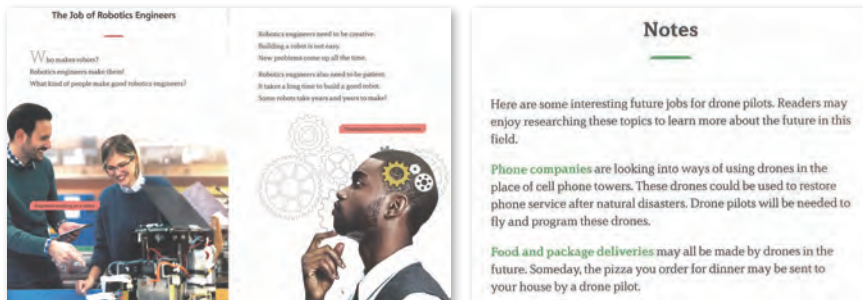 The Job of Robotics Engineers
Who makes robots?
Robotics engineers make them!
What kind of people make good robotics engineers?
Robotics engineers need to be creative.
Building a robot is not easy.
New problems come up all the time.
Robotics engineers also need to be patient.
It takes a long time to build a good robot.
Some robots take years and years to make!
Notes
Here are some interesting future jobs for drone pilots. Readers may
enjoy researching these topics to learn more about the future in this
field.
Phone companies are looking into ways of using drones in the
place of cell phone towers. These drones could be used to restore
phone service after natural disasters. Drone pilots will be needed to
fly and program these drones.
Food and package deliveries may all be made by drones in the
future. Someday, the pizza you order for dinner may be sent to
your house by a drone pilot.